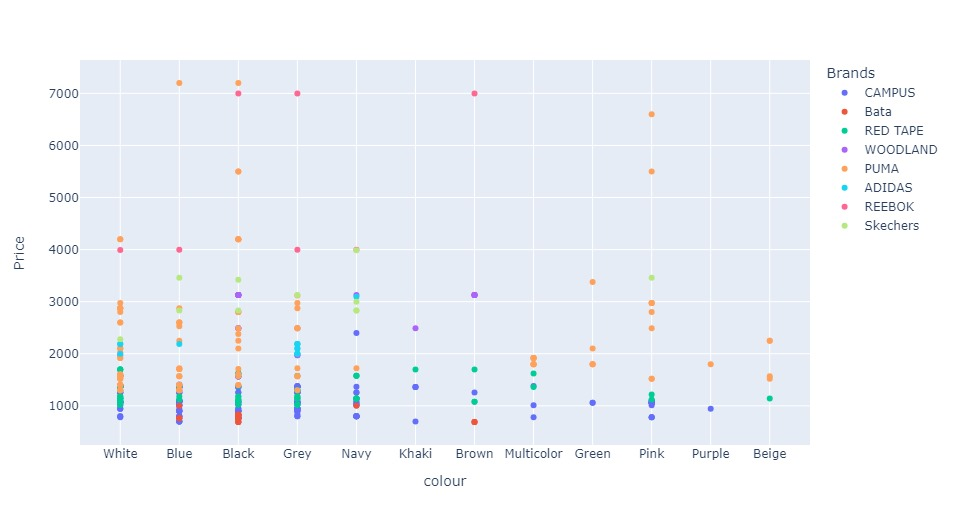 Brands
CAMPUS
Bata
RED TAPE
WOODLAND
PUMA
ADIDAS
REEBOK
Skechers
Price
7000
6000
5000
4000
3000
2000
1000
White Blue Black Grey Navy Khaki Brown Multicolor Green Pink Purple Beige
colour